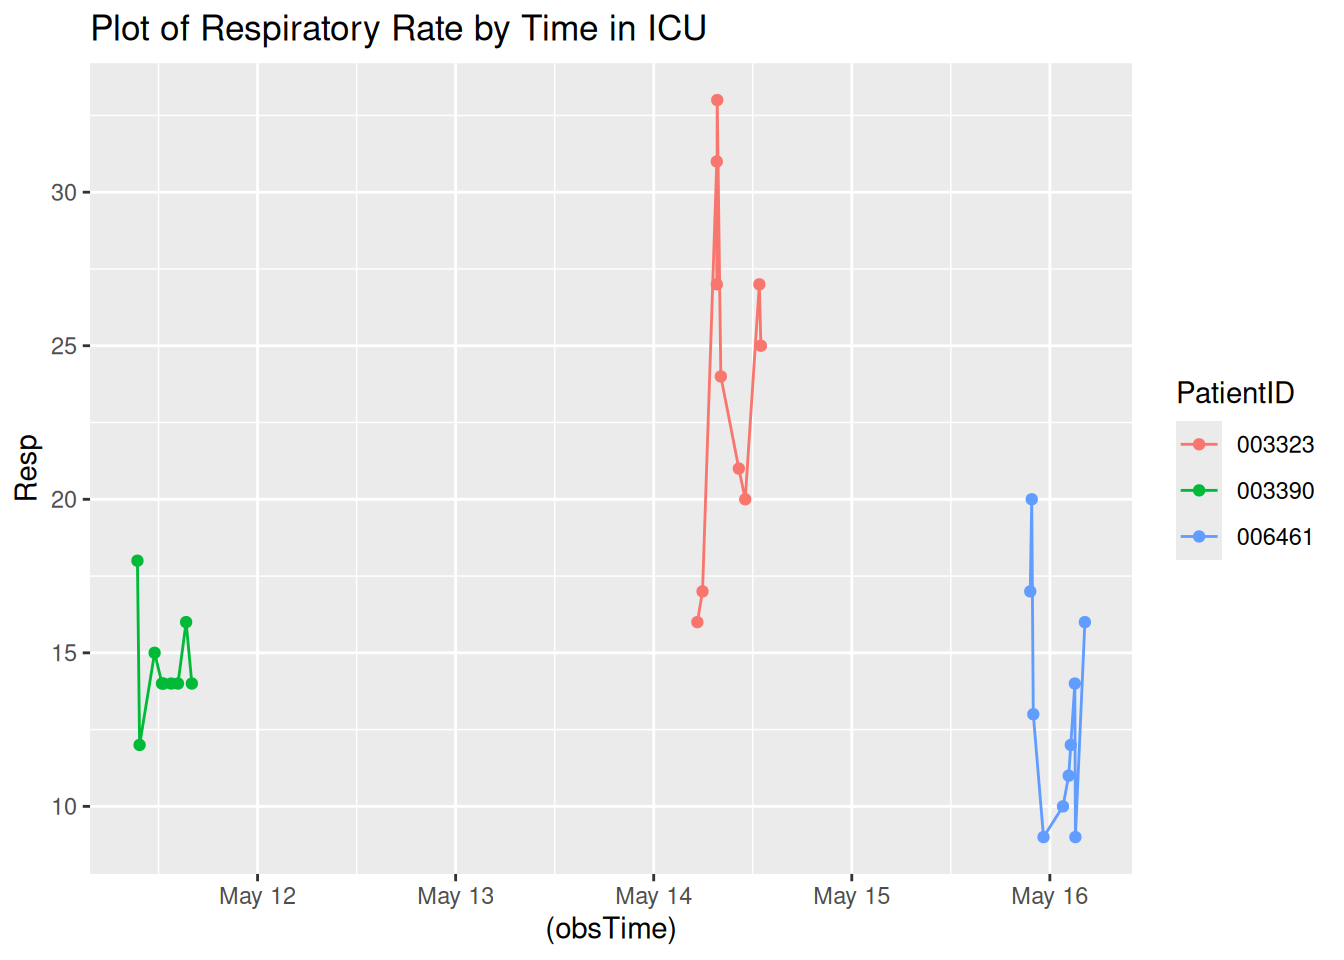 Plot of Respiratory Rate by Time in ICU
Resp
30
25
20
15
10
May 12 May 13 May 14 May 15 May 16
(obsTime)
PatientID
003323
003390
006461